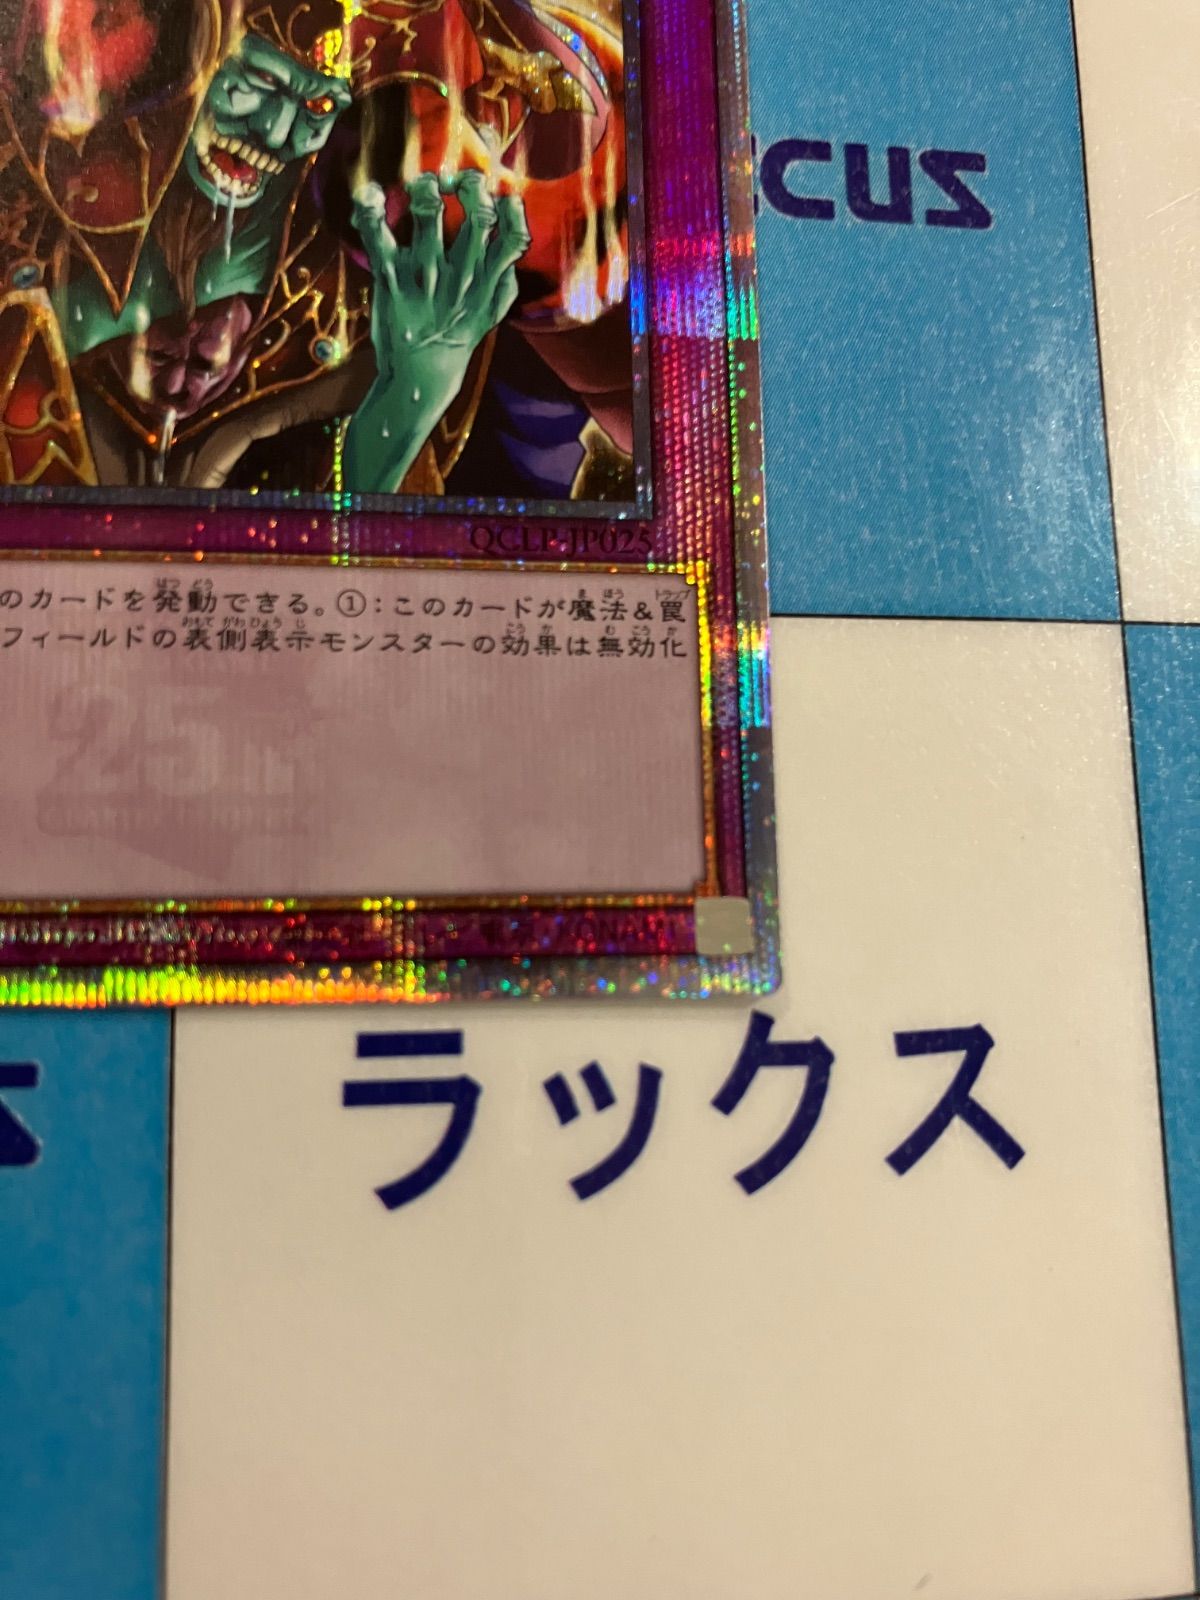 CUS
QCLP-JP025
のカードを発動できる。①：このカードが魔法＆罠
フィールドの表側表示モンスターの効果は無効化
25th
KONAMI
ラックス